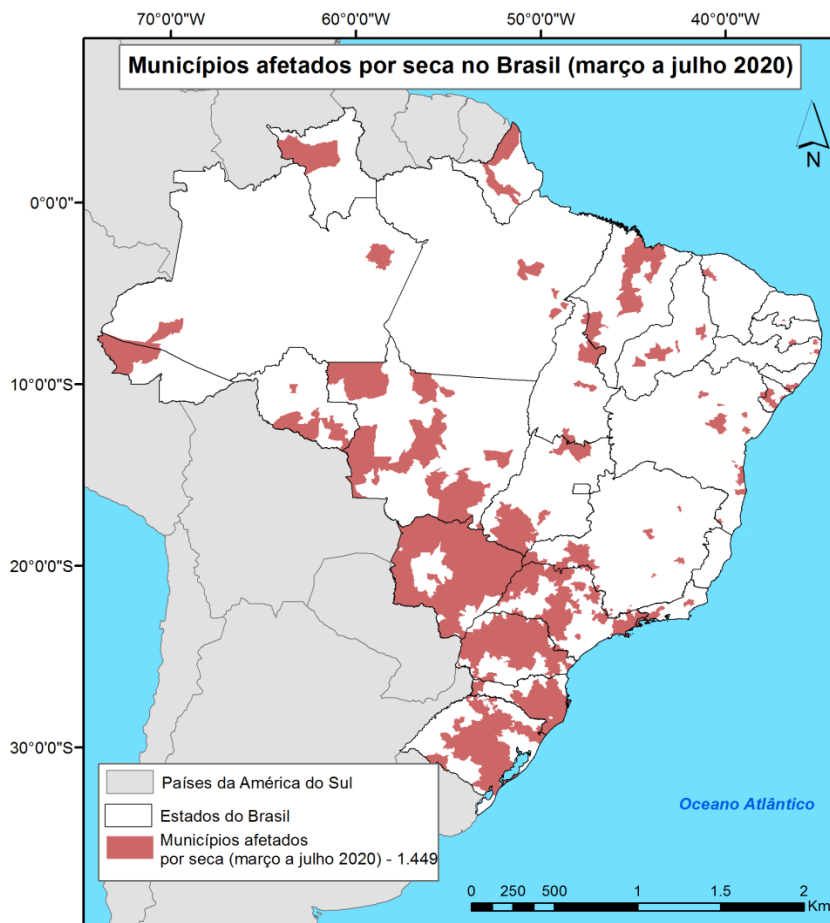 70°0'0"W 60°0'0"W 50°0'0"W 40°0'0"W
Municípios afetados por seca no Brasil (março a julho 2020)
N
0°0'0"
10°0'0"S
20°0'0"S
30°0'0"S
Países da América do Sul
Estados do Brasil
Municípios afetados
por seca (março a julho 2020) - 1.449
Oceano Atlântico
0 250 500 1 1.5 2
Km